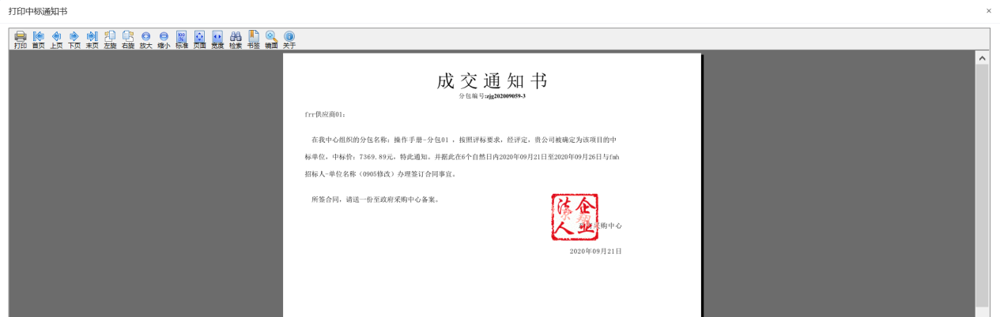 打印中标通知书
×
打印 首页 上页 下页 末页 左旋 右旋 放大 缩小 标准 页面 宽度 检索 书签 镜面 关于
成交通知书
分包编号:zjg202009059-3
frr供应商01:
在我中心组织的分包名称: 操作手册-分包01 , 按照评标要求, 经评定, 贵公司被确定为该项目的中
标单位, 中标价: 7369.89元, 特此通知。并据此在6个自然日内2020年09月21日至2020年09月26日与fmh
招标人-单位名称（0905修改）办理签订合同事宜。
所签合同, 请送一份至政府采购中心备案。
企业
法人
采购中心
2020年09月21日